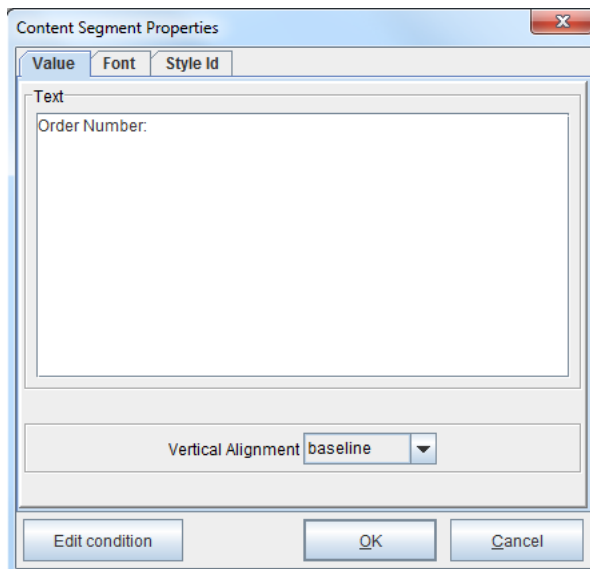 Content Segment Properties
Value Font Style Id
Text
Order Number:
Vertical Alignment baseline
Edit condition OK Cancel